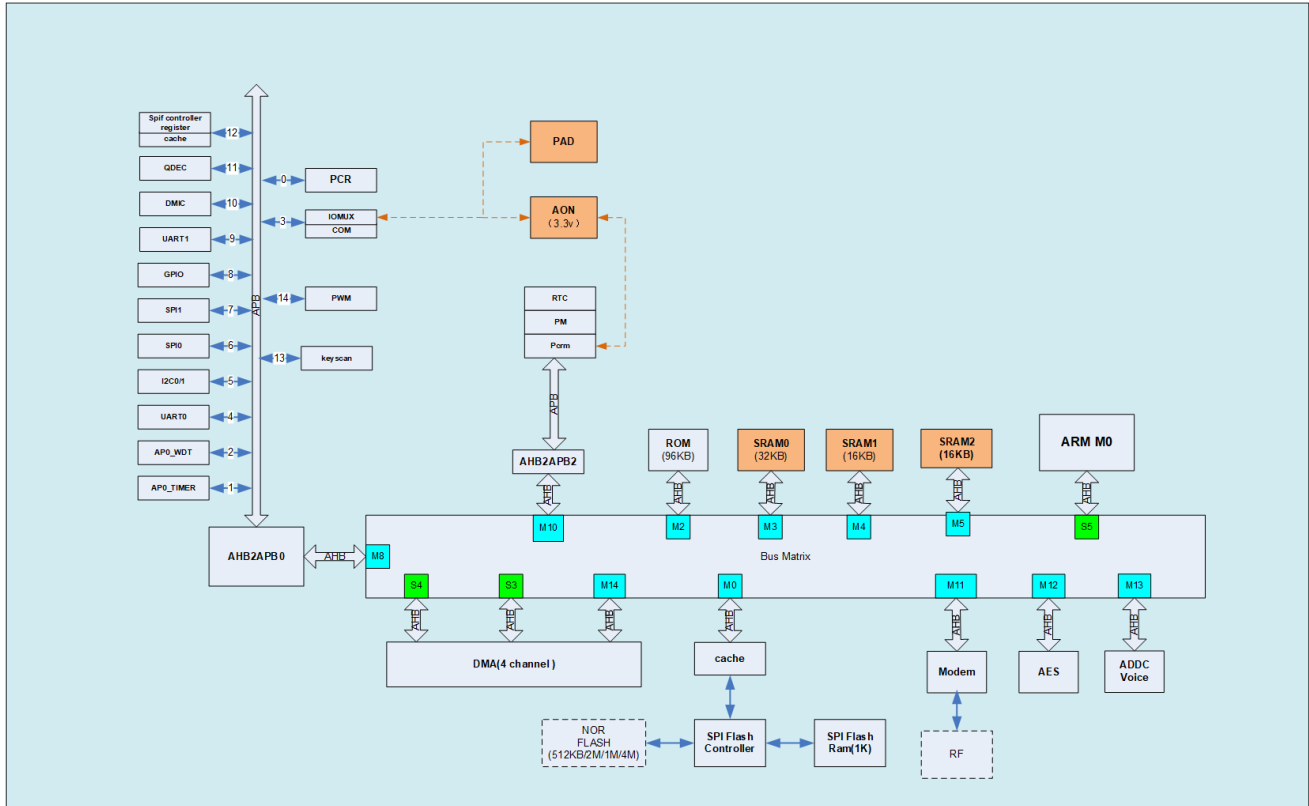 Spif controller
register
cache
12
QDEC
11
DMIC
10
UART1
9
GPIO
8
SPI1
7
SPI0
6
I2C0/1
5
UART0
4
AP0_WDT
2
AP0_TIMER
1
APB
0
PCR
3
IOMUX
COM
14
PWM
13
keyscan
PAD
AON
(3.3v)
RTC
PM
Pcrm
APB
AHB2APB2
AHB
M10
ROM
(96KB)
AHB
M2
SRAM0
(32KB)
AHB
M3
SRAM1
(16KB)
AHB
M4
SRAM2
(16KB)
AHB
M5
ARM M0
AHB
S5
AHB2APB0
AHB
M8
Bus Matrix
S4
S3
M14
M0
M11
M12
M13
AHB
AHB
AHB
AHB
AHB
AHB
AHB
DMA(4 channel )
cache
Modem
AES
ADDC
Voice
NOR
FLASH
(512KB/2M/1M/4M)
SPI Flash
Controller
SPI Flash
Ram(1K)
RF